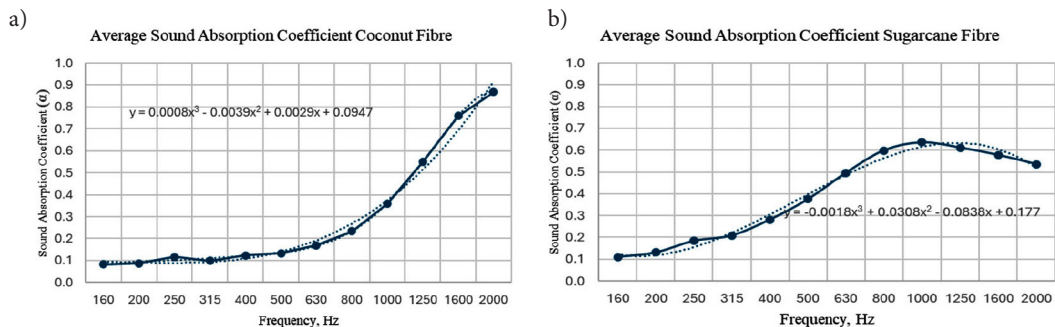 a)
Average Sound Absorption Coefficient Coconut Fibre
Sound Absorption Coefficient (α)
1.0
0.9
0.8
0.7
0.6
0.5
0.4
0.3
0.2
0.1
0.0
y = 0.0008x³ - 0.0039x² + 0.0029x + 0.0947
160 200 250 315 400 500 630 800 1000 1250 1600 2000
Frequency, Hz
b)
Average Sound Absorption Coefficient Sugarcane Fibre
Sound Absorption Coefficient (α)
1.0
0.9
0.8
0.7
0.6
0.5
0.4
0.3
0.2
0.1
0.0
y = -0.0018x³ + 0.0308x² - 0.0838x + 0.177
160 200 250 315 400 500 630 800 1000 1250 1600 2000
Frequency, Hz